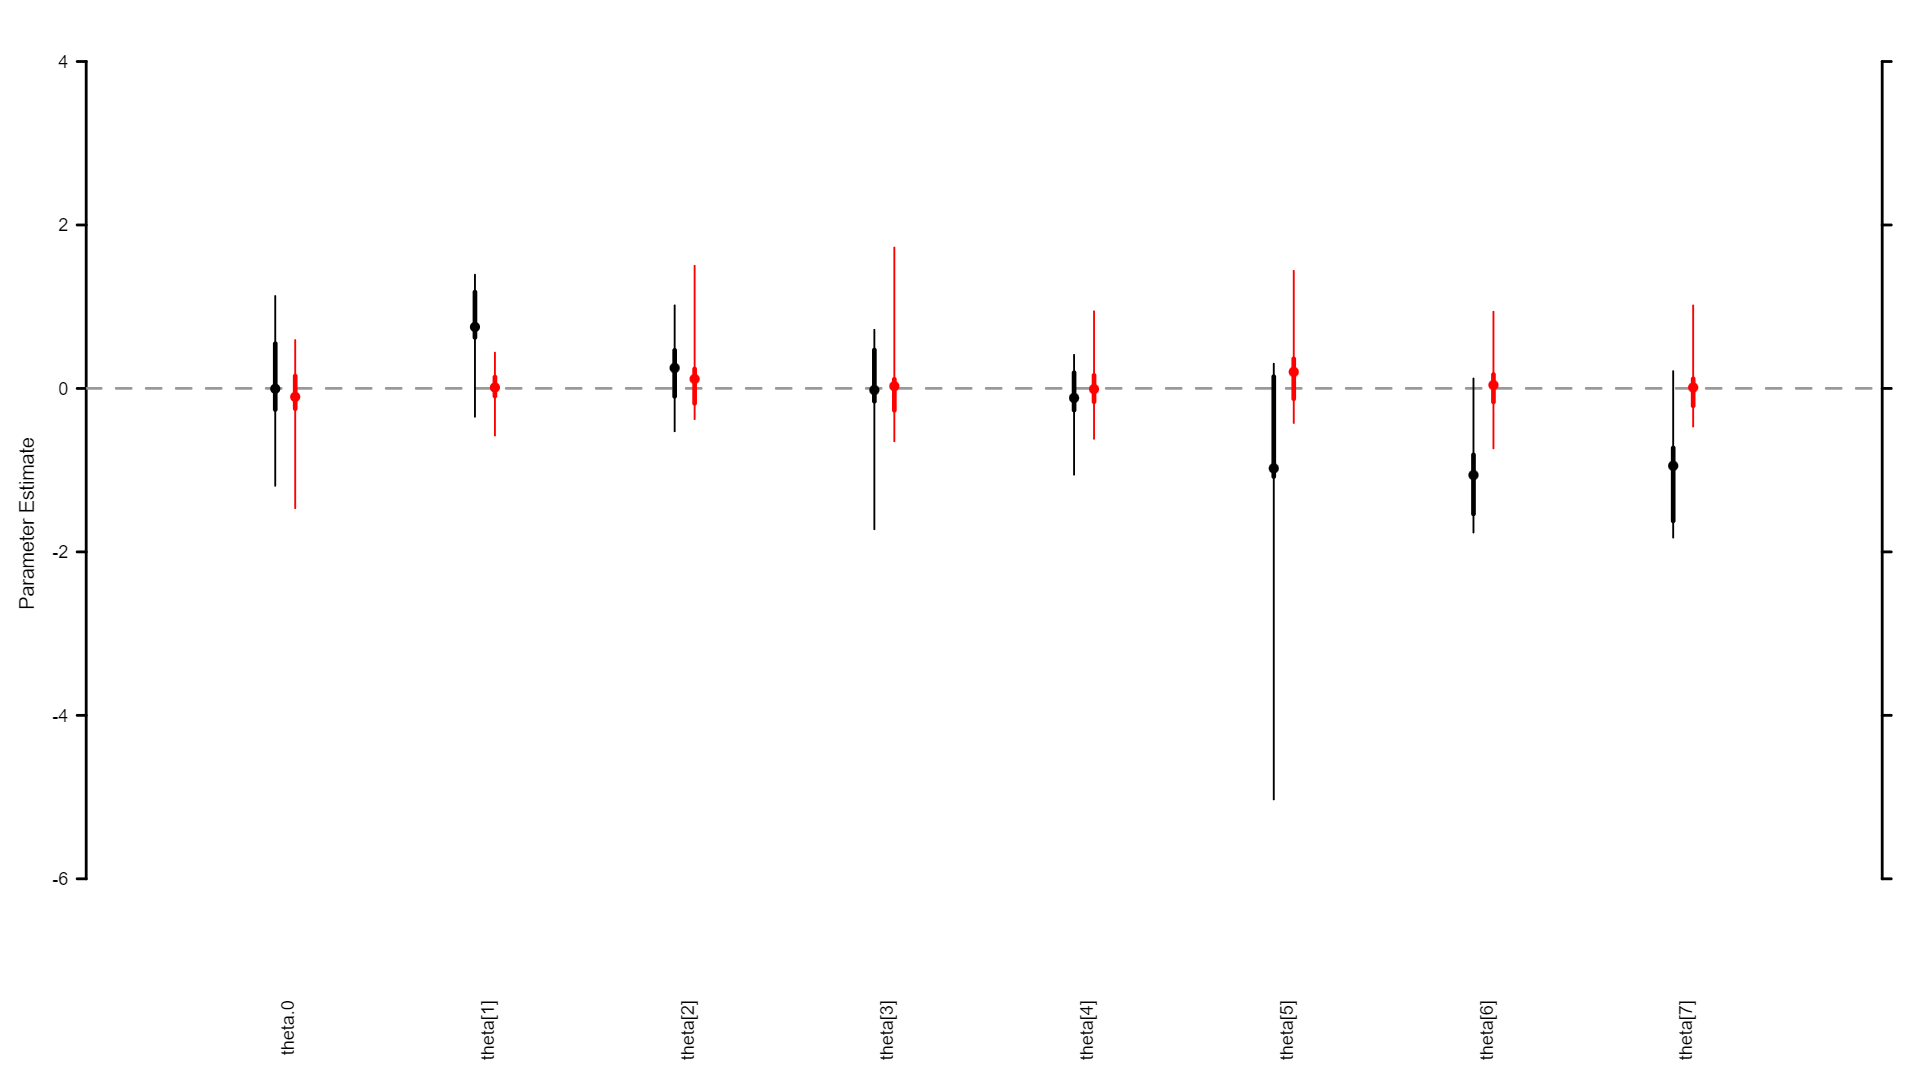 4
2
0
-2
-4
-6
Parameter Estimate
theta.0
theta[1]
theta[2]
theta[3]
theta[4]
theta[5]
theta[6]
theta[7]